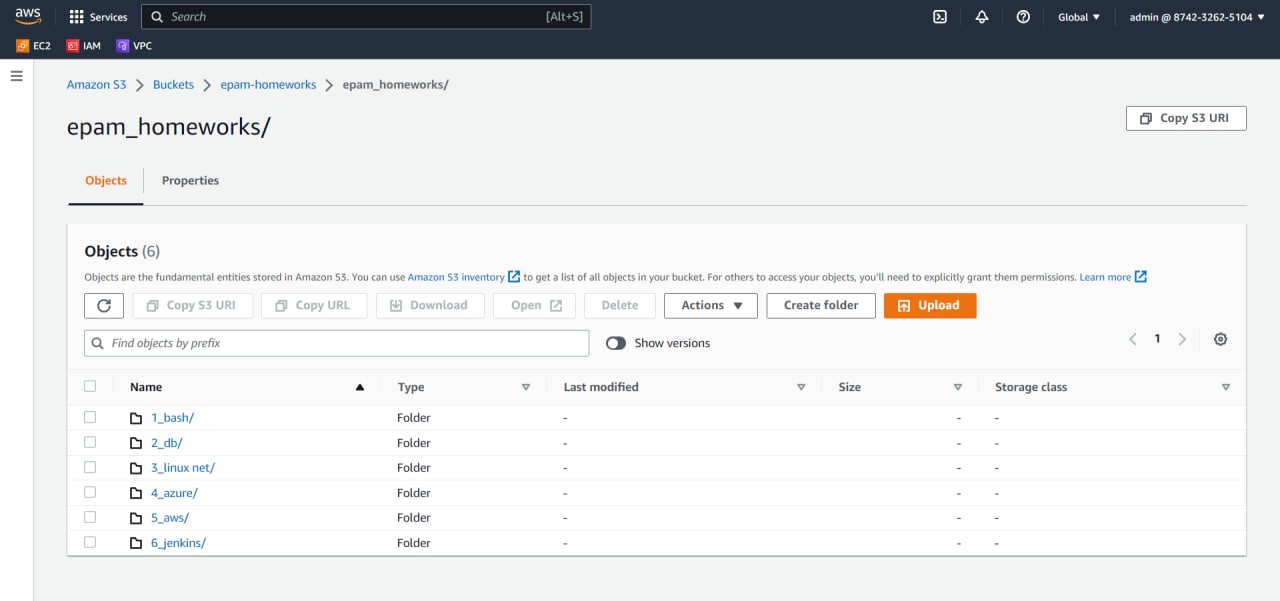 aws Services Search [Alt+S] Global admin @ 8742-3262-5104
EC2 IAM VPC
Amazon S3 Buckets epam-homeworks epam_homeworks/
epam_homeworks/
Copy S3 URI
Objects Properties
Objects (6)
Objects are the fundamental entities stored in Amazon S3. You can use Amazon S3 inventory to get a list of all objects in your bucket. For others to access your objects, you'll need to explicitly grant them permissions. Learn more
Copy S3 URI Copy URL Download Open Delete Actions Create folder Upload
Find objects by prefix Show versions 1
Name Type Last modified Size Storage class
1_bash/ Folder - - -
2_db/ Folder - - -
3_linux net/ Folder - - -
4_azure/ Folder - - -
5_aws/ Folder - - -
6_jenkins/ Folder - - -